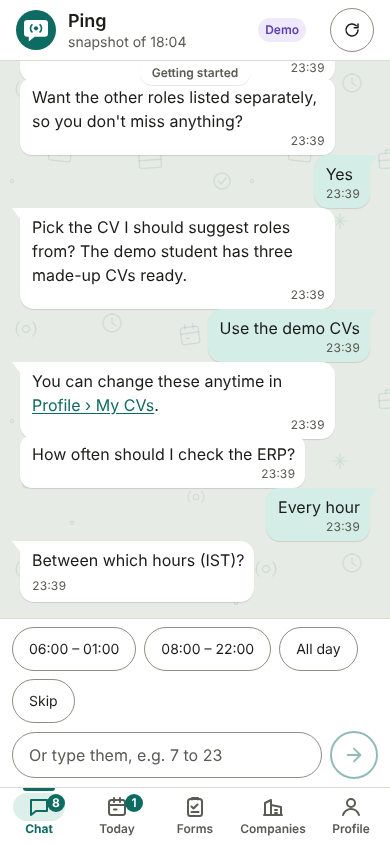 Ping
snapshot of 18:04
Demo
Getting started
23:39
Want the other roles listed separately,
so you don't miss anything?
23:39
Yes
23:39
Pick the CV I should suggest roles
from? The demo student has three
made-up CVs ready.
23:39
Use the demo CVs
23:39
You can change these anytime in
Profile › My CVs.
23:39
How often should I check the ERP?
23:39
Every hour
23:39
Between which hours (IST)?
23:39
06:00 – 01:00
08:00 – 22:00
All day
Skip
Or type them, e.g. 7 to 23
8
1
Chat
Today
Forms
Companies
Profile